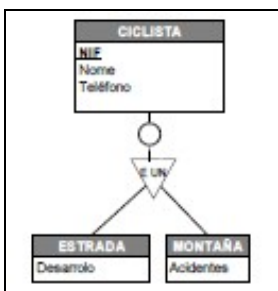 CICLISTA
NIF
Nome
Teléfono
E UN
ESTRADA
Desarrolo
MONTAÑA
Acidentes